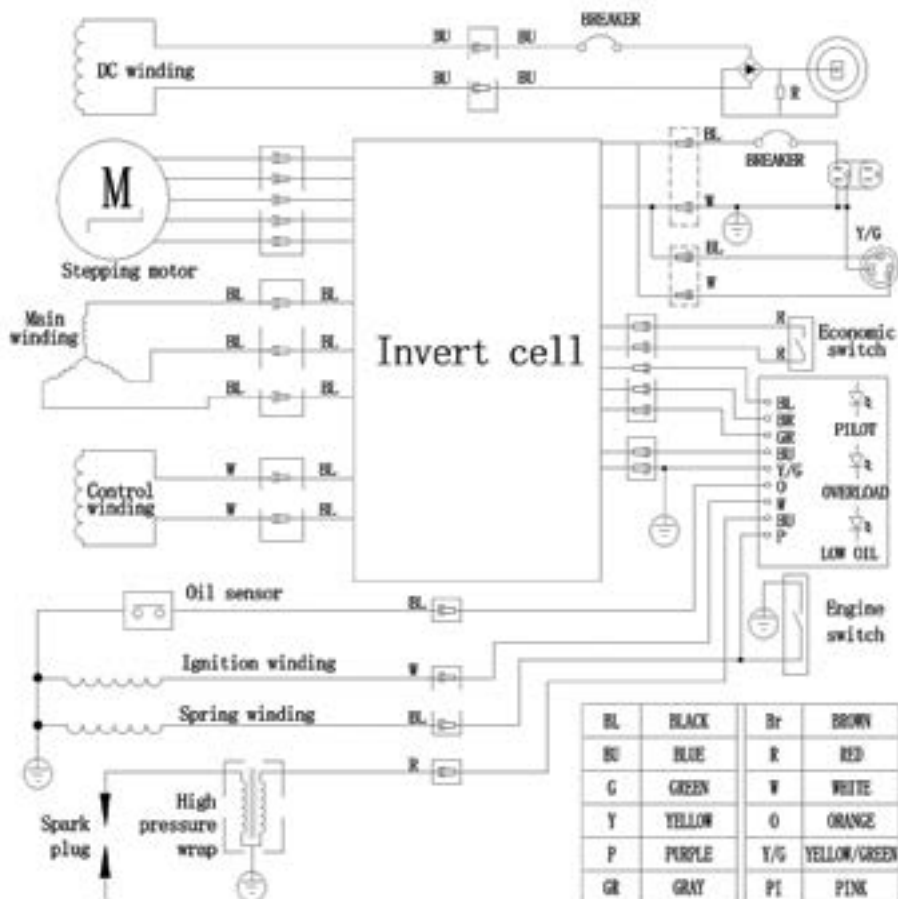 BREAKER
BU BU
DC winding
BU BU
R
BL
BREAKER
M
W
Y/G
BL
Stepping motor
W
BL BL
R
Main
winding
Economic
switch
BL BL
Invert cell
R
BL BL
BL
BR
PILOT
GR
BU
Y/G
W BL
O
OVERLOAD
Control
winding
W
W BL
BU
P
LOW OIL
Oil sensor
BL
Engine
switch
Ignition winding
W
Spring winding
BL
R
High
pressure
wrap
Spark
plug
BL BLACK Br BROWN
BU BLUE R RED
G GREEN W WHITE
Y YELLOW O ORANGE
P PURPLE Y/G YELLOW/GREEN
GR GRAY PI PINK